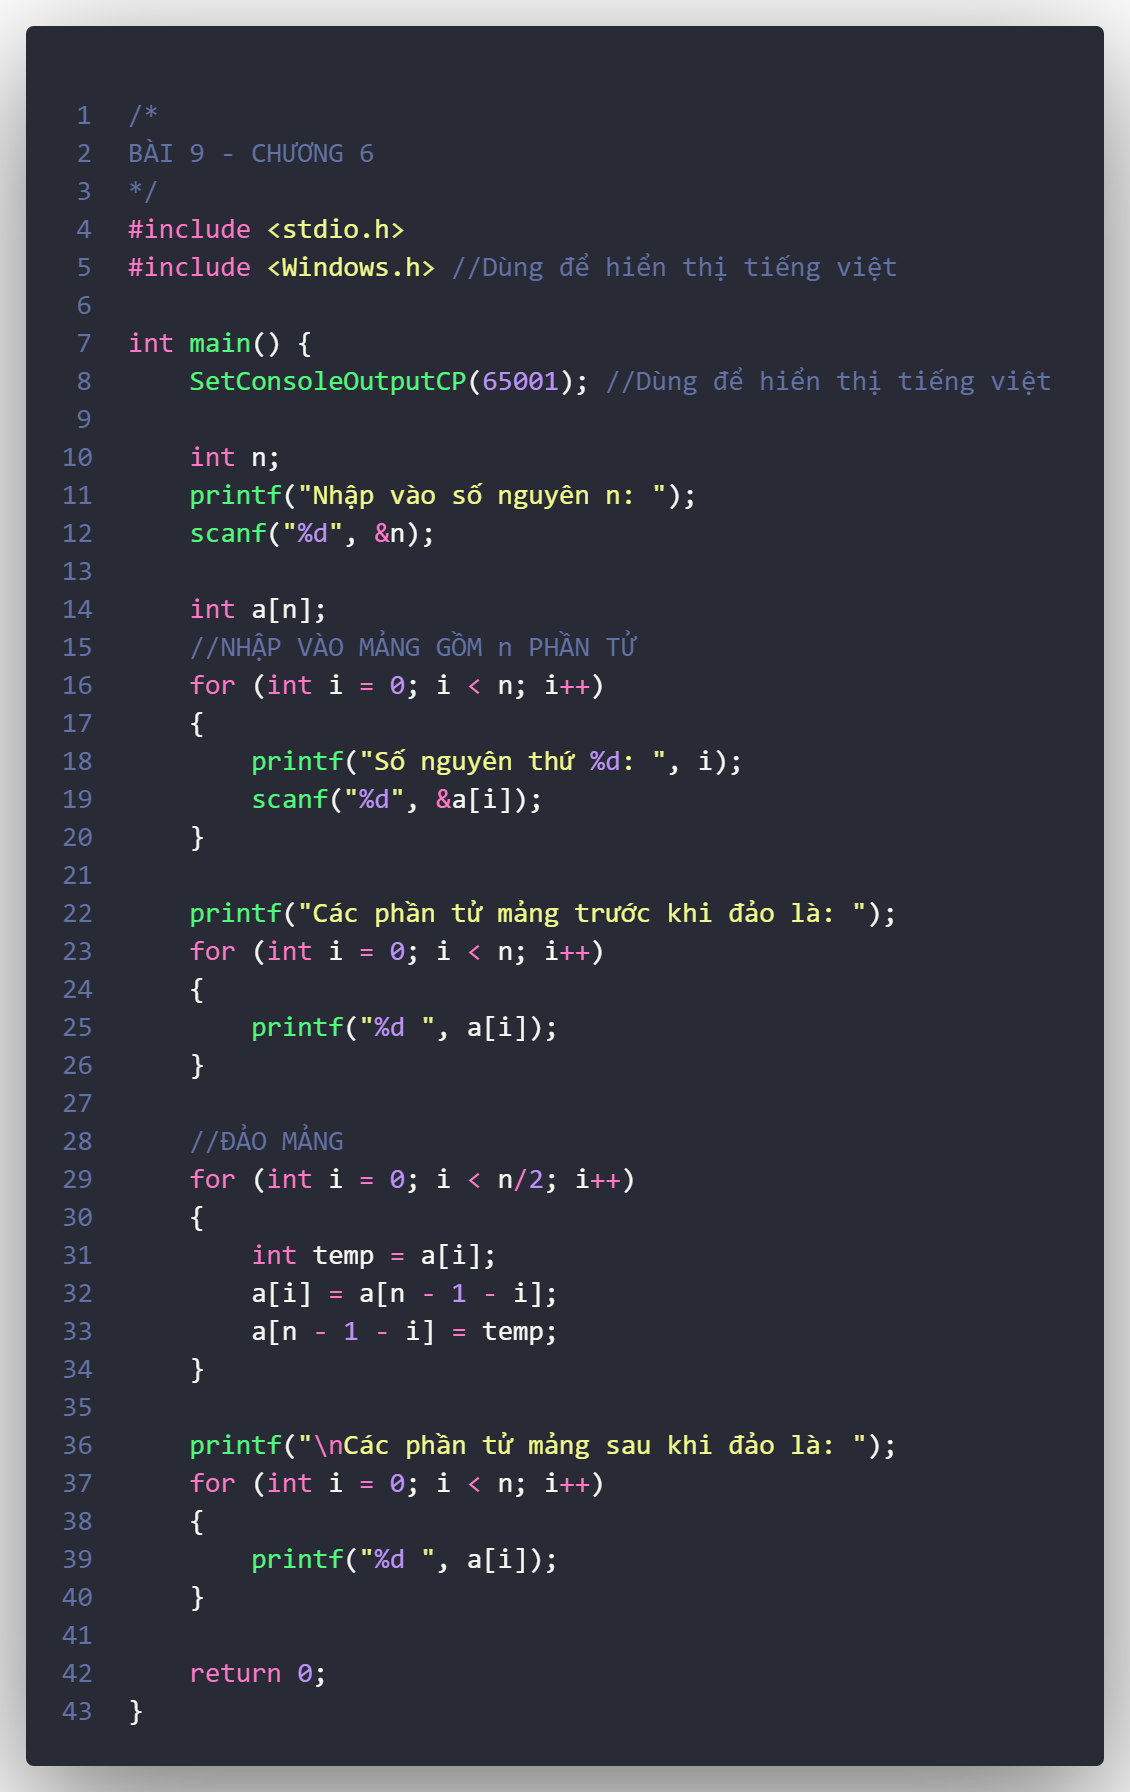 1 /*
2 BÀI 9 - CHƯƠNG 6
3 */
4 #include <stdio.h>
5 #include <Windows.h> //Dùng để hiển thị tiếng việt
6
7 int main() {
8     SetConsoleOutputCP(65001); //Dùng để hiển thị tiếng việt
9
10     int n;
11     printf("Nhập vào số nguyên n: ");
12     scanf("%d", &n);
13
14     int a[n];
15     //NHẬP VÀO MẢNG GỒM n PHẦN TỬ
16     for (int i = 0; i < n; i++)
17     {
18         printf("Số nguyên thứ %d: ", i);
19         scanf("%d", &a[i]);
20     }
21
22     printf("Các phần tử mảng trước khi đảo là: ");
23     for (int i = 0; i < n; i++)
24     {
25         printf("%d ", a[i]);
26     }
27
28     //ĐẢO MẢNG
29     for (int i = 0; i < n/2; i++)
30     {
31         int temp = a[i];
32         a[i] = a[n - 1 - i];
33         a[n - 1 - i] = temp;
34     }
35
36     printf("\nCác phần tử mảng sau khi đảo là: ");
37     for (int i = 0; i < n; i++)
38     {
39         printf("%d ", a[i]);
40     }
41
42     return 0;
43 }